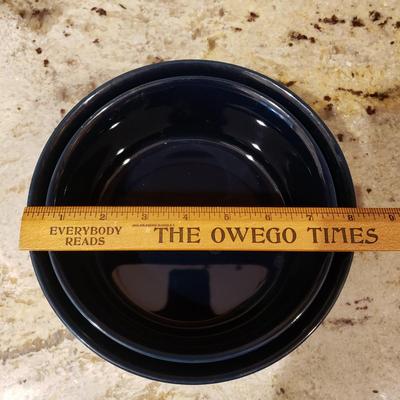 1 2 3 4 5 6 7 8 9
EVERYBODY
READS
THE OWEGO TIMES